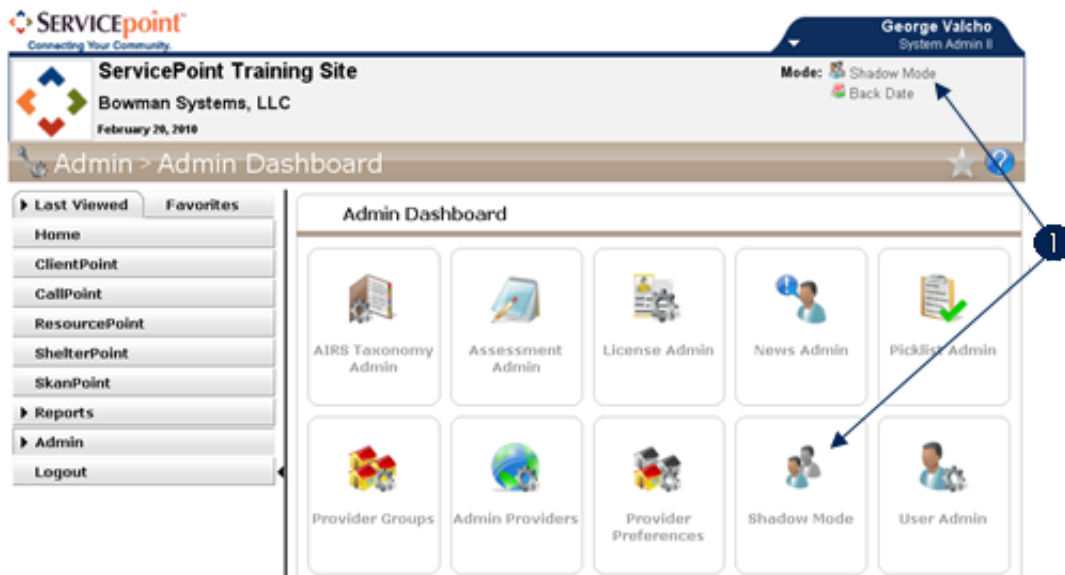 SERVICEpoint
Connecting Your Community.
George Valcho
System Admin II
ServicePoint Training Site
Mode: Shadow Mode
Bowman Systems, LLC
Back Date
February 20, 2010
Admin > Admin Dashboard
Last Viewed Favorites
Home
ClientPoint
CallPoint
ResourcePoint
ShelterPoint
SkanPoint
Reports
Admin
Logout
Admin Dashboard
1
AIRS Taxonomy
Admin
Assessment
Admin
License Admin
News Admin
Picklist Admin
Provider Groups
Admin Providers
Provider
Preferences
Shadow Mode
User Admin